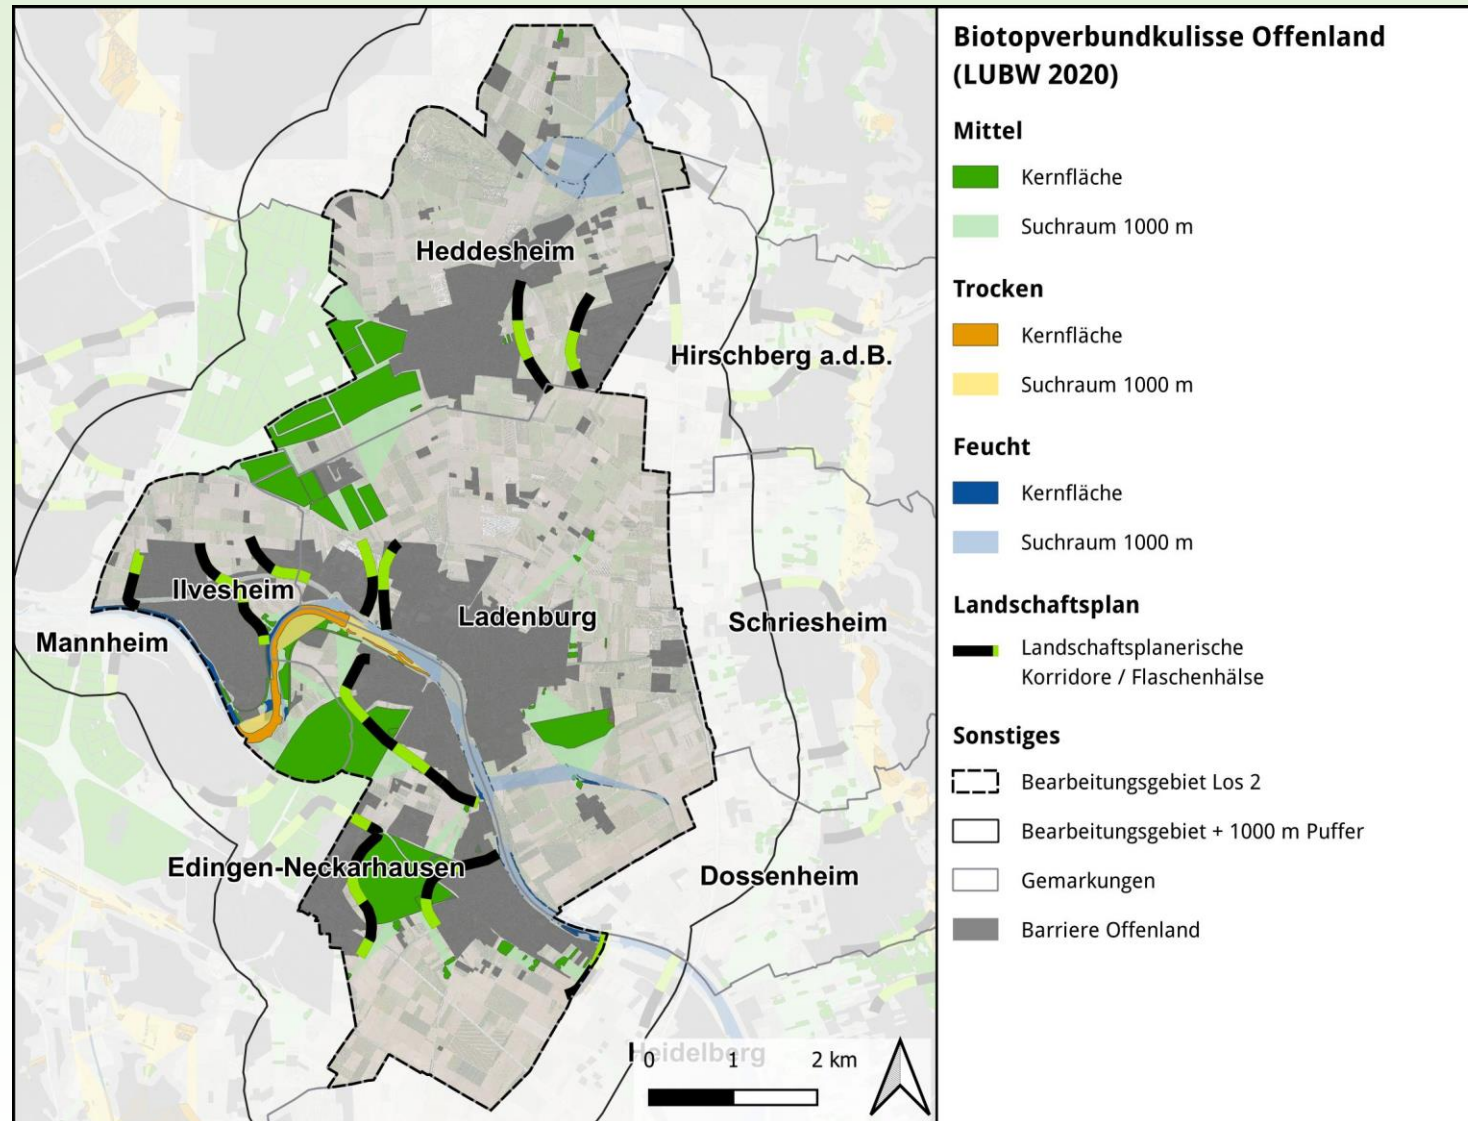 Biotopverbundkulisse Offenland
(LUBW 2020)
Mittel
Kernfläche
Suchraum 1000 m
Trocken
Kernfläche
Suchraum 1000 m
Feucht
Kernfläche
Suchraum 1000 m
Landschaftsplan
Landschaftsplanerische
Korridore / Flaschenhälse
Sonstiges
Bearbeitungsgebiet Los 2
Bearbeitungsgebiet + 1000 m Puffer
Gemarkungen
Barriere Offenland
Heddesheim
Hirschberg a.d.B.
Ilvesheim
Ladenburg
Mannheim
Schriesheim
Edingen-Neckarhausen
Dossenheim
Heidelberg
0 1 2 km